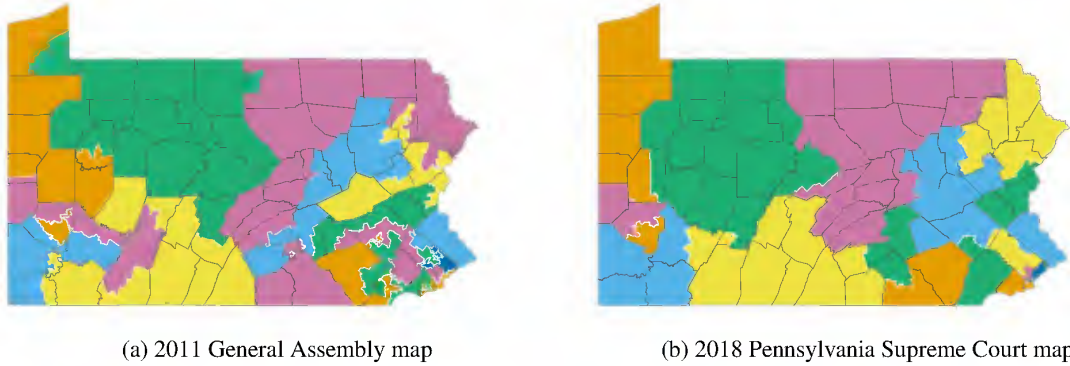 (a) 2011 General Assembly map
(b) 2018 Pennsylvania Supreme Court map